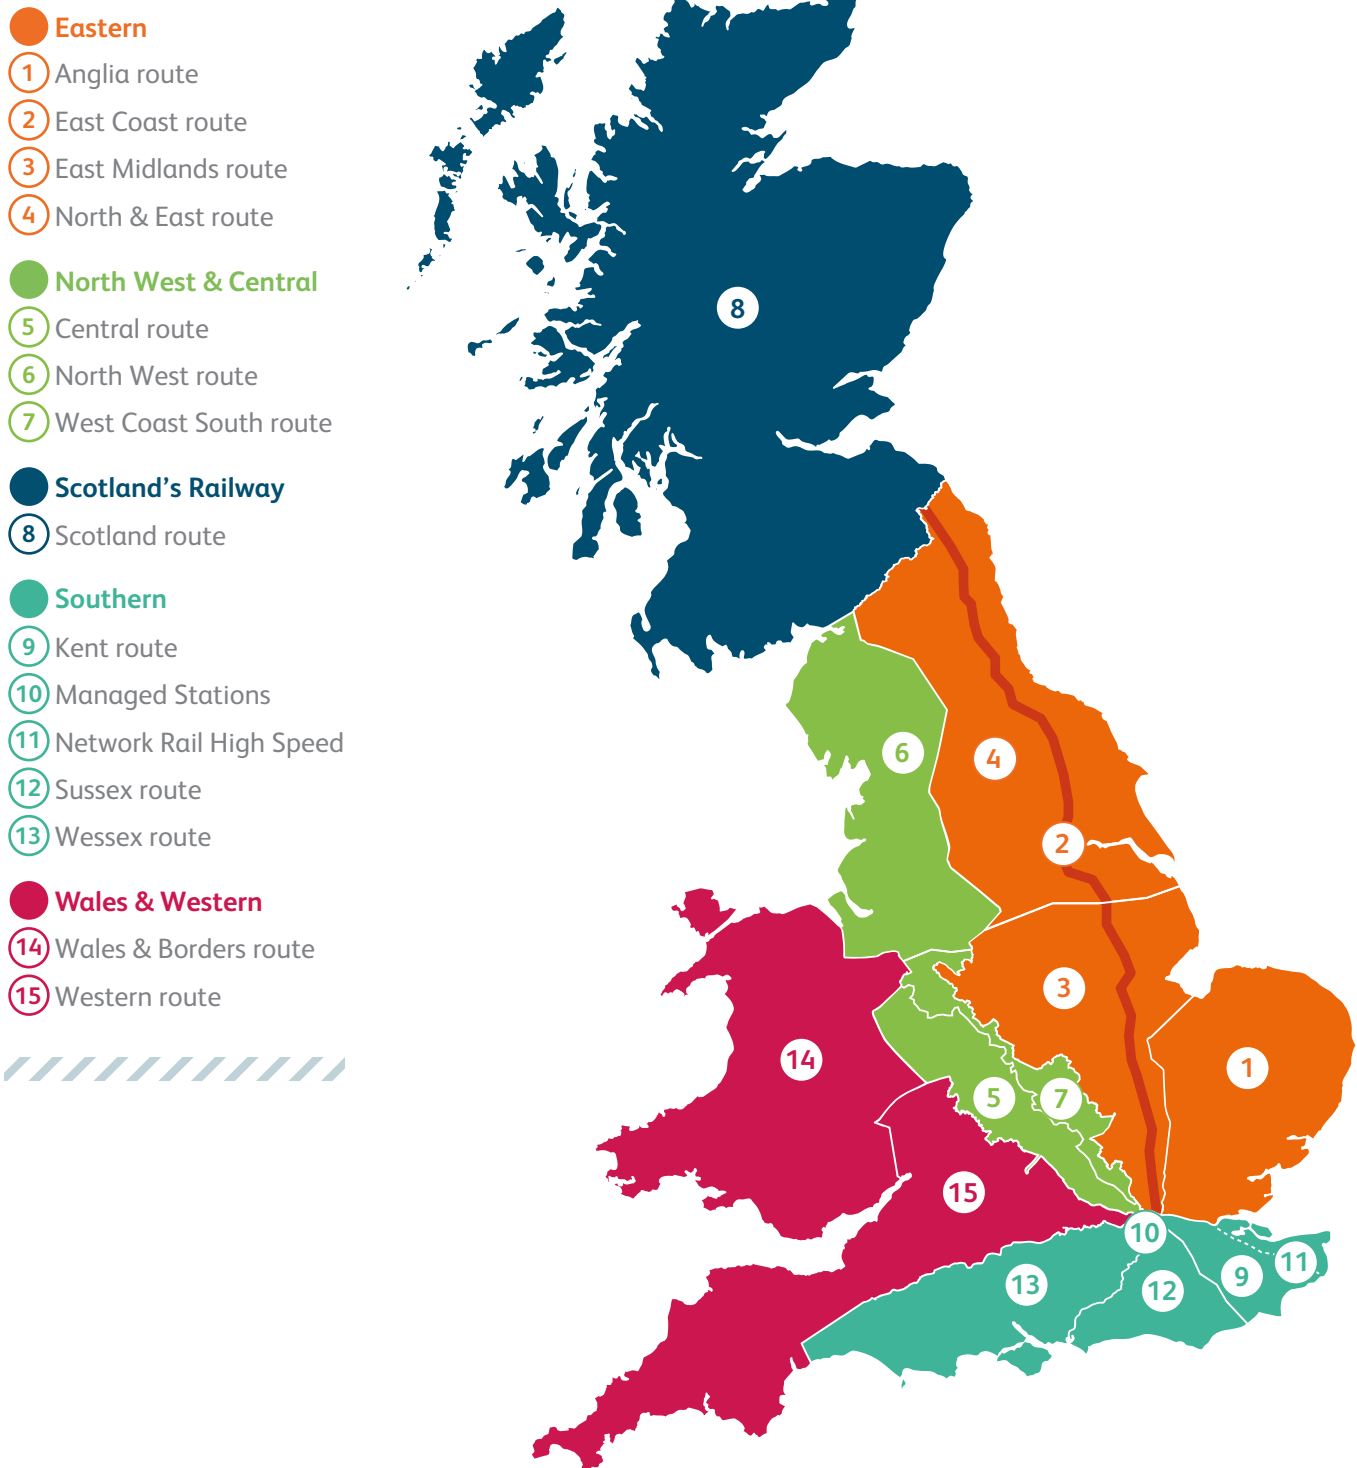 Eastern
1 Anglia route
2 East Coast route
3 East Midlands route
4 North & East route
North West & Central
5 Central route
6 North West route
7 West Coast South route
Scotland’s Railway
8 Scotland route
Southern
9 Kent route
10 Managed Stations
11 Network Rail High Speed
12 Sussex route
13 Wessex route
Wales & Western
14 Wales & Borders route
15 Western route
8
6
4
2
3
14
1
5
7
15
10
11
9
13
12